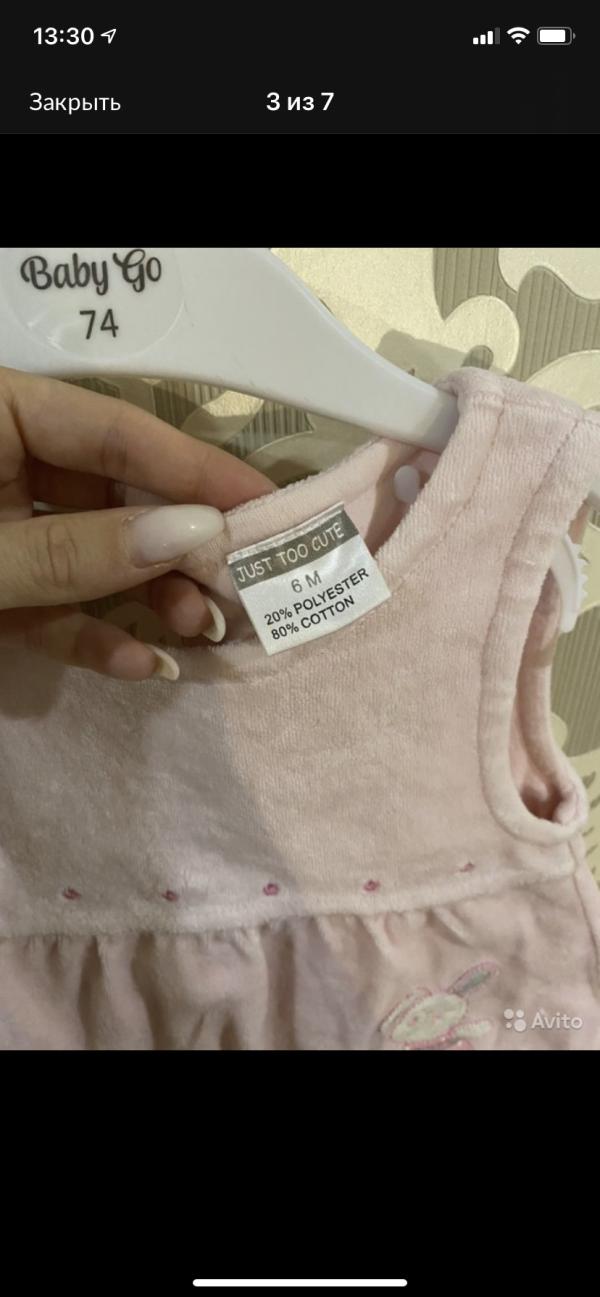 13:30
Закрыть
3 из 7
Baby Go
74
JUST TOO CUTE
6 M
20% POLYESTER
80% COTTON
Avito